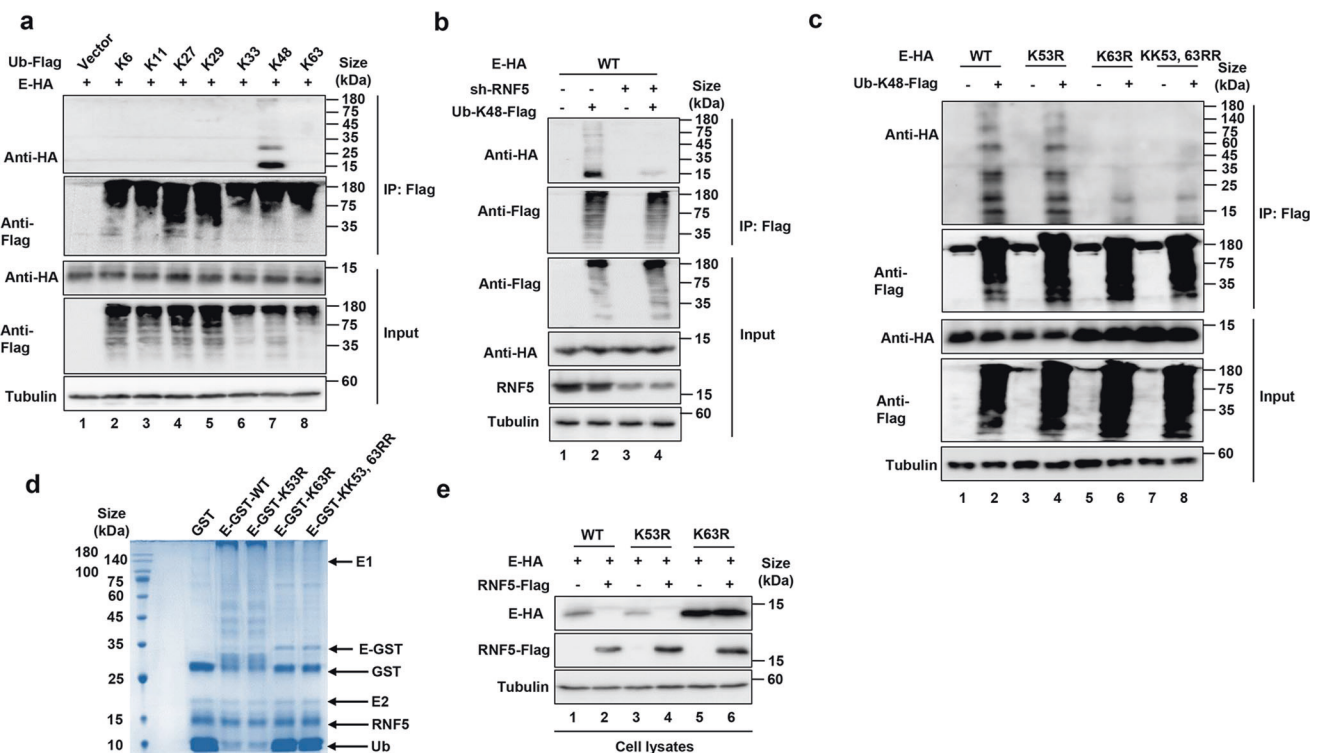 a
Ub-Flag Vector K6 K11 K27 K29 K33 K48 K63 Size (kDa)
E-HA + + + + + + + +
Anti-HA
180
75
45
35
25
15
Anti-Flag
180
75
35
IP: Flag
Anti-HA
15
Anti-Flag
180
75
35
Input
Tubulin
60
1 2 3 4 5 6 7 8
b
E-HA WT
sh-RNF5 - - + +
Ub-K48-Flag - + - +
Size (kDa)
Anti-HA
180
75
45
35
15
Anti-Flag
180
75
35
IP: Flag
Anti-Flag
180
75
35
Anti-HA
15
Input
RNF5
15
Tubulin
60
1 2 3 4
c
E-HA WT K53R K63R KK53, 63RR
Size (kDa)
Ub-K48-Flag - + - + - + - +
Anti-HA
180
140
75
60
45
35
25
15
IP: Flag
Anti-Flag
180
75
35
Anti-HA
15
Anti-Flag
180
75
35
Input
Tubulin
60
1 2 3 4 5 6 7 8
d
Size (kDa)
GST E-GST-WT E-GST-K53R E-GST-K63R E-GST-KK53, 63RR
180
140
100
75
60
45
35
25
15
10
E1
E-GST
GST
E2
RNF5
Ub
e
WT K53R K63R
E-HA + + + + + +
RNF5-Flag - + - + - +
Size (kDa)
E-HA
15
RNF5-Flag
15
Tubulin
60
1 2 3 4 5 6
Cell lysates